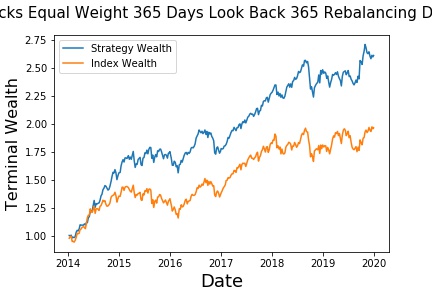 cks Equal Weight 365 Days Look Back 365 Rebalancing D
Strategy Wealth
Index Wealth
2.75
2.50
2.25
2.00
1.75
1.50
1.25
1.00
Terminal Wealth
2014 2015 2016 2017 2018 2019 2020
Date